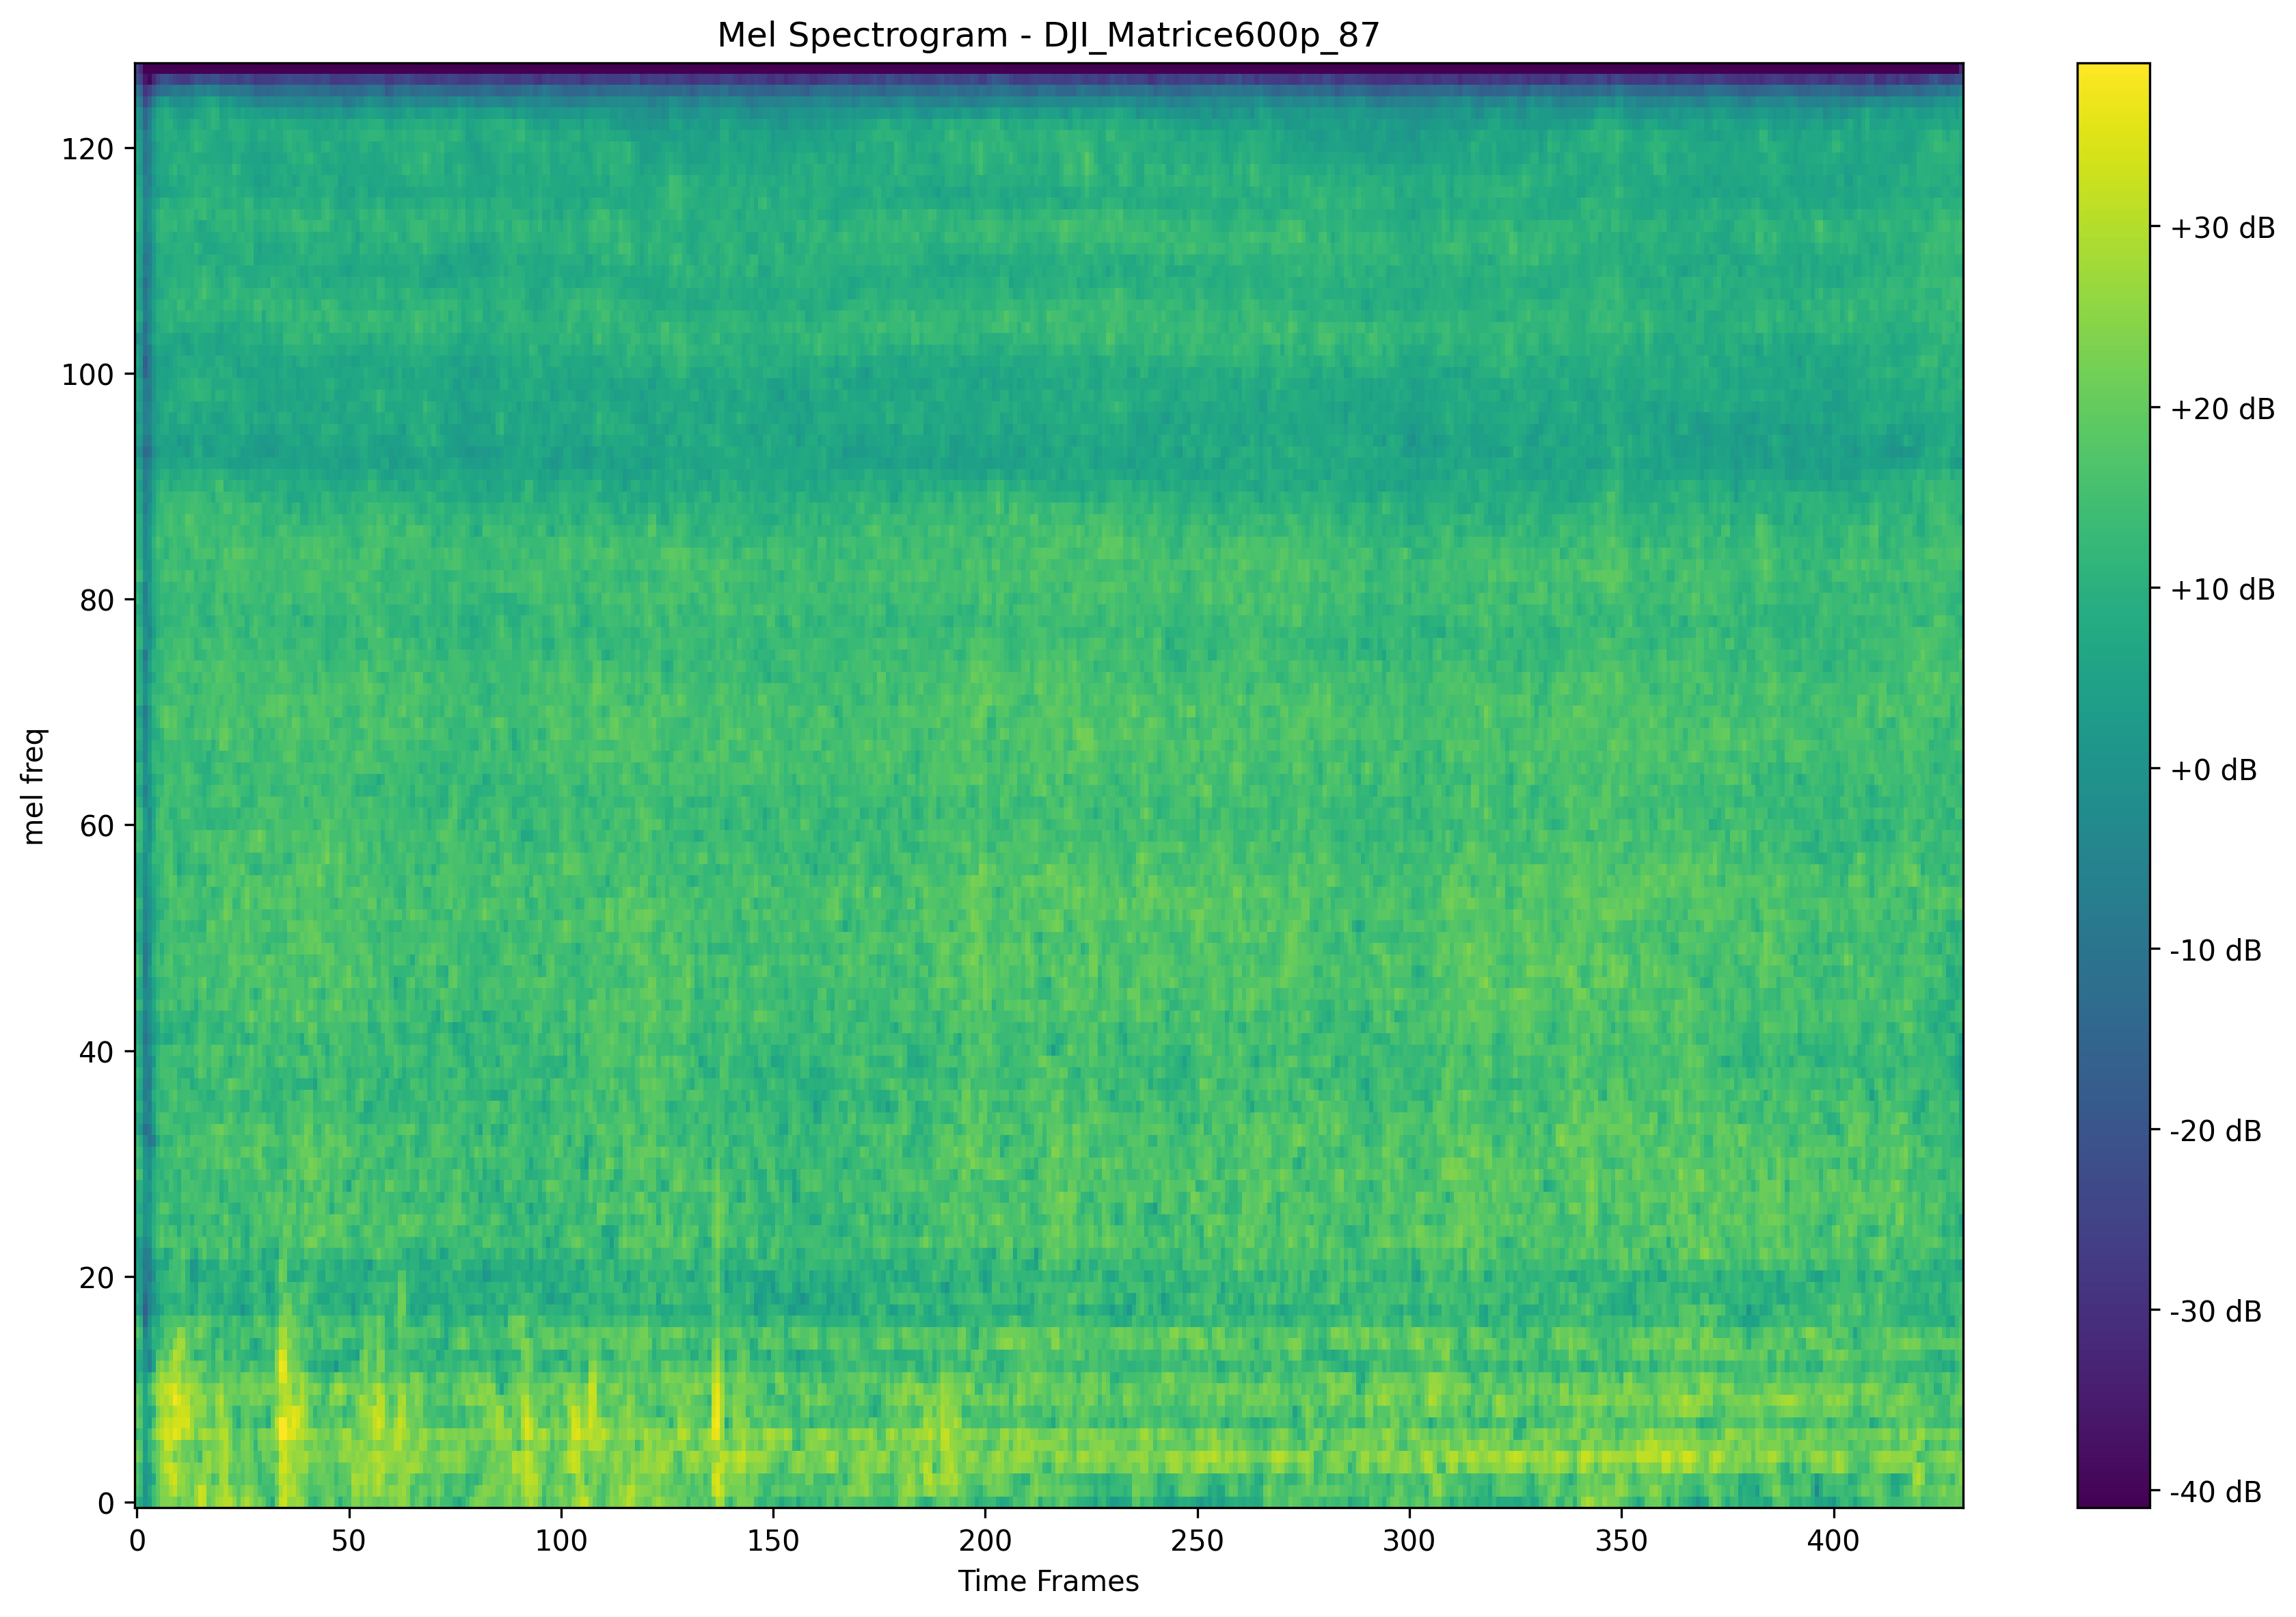 Mel Spectrogram - DJI_Matrice600p_87
mel freq
120
100
80
60
40
20
0
0 50 100 150 200 250 300 350 400
Time Frames
+30 dB
+20 dB
+10 dB
+0 dB
-10 dB
-20 dB
-30 dB
-40 dB